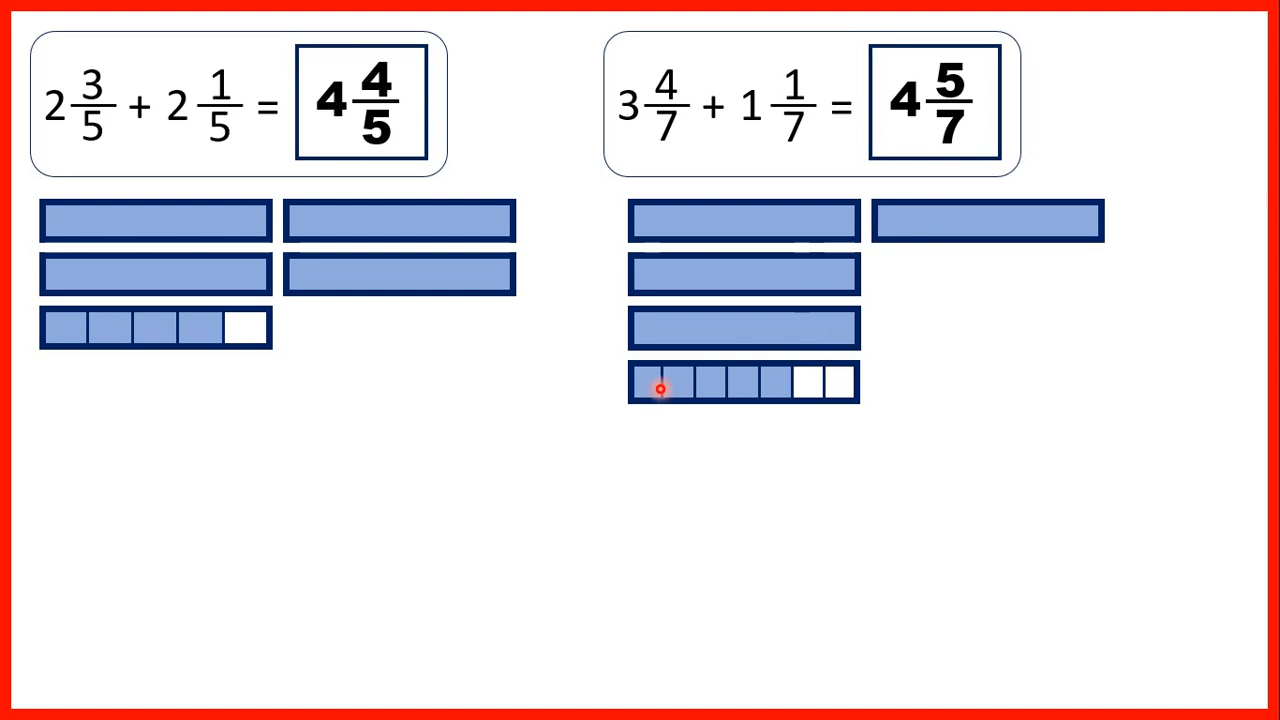 2 3/5 + 2 1/5 = 4 4/5
3 4/7 + 1 1/7 = 4 5/7